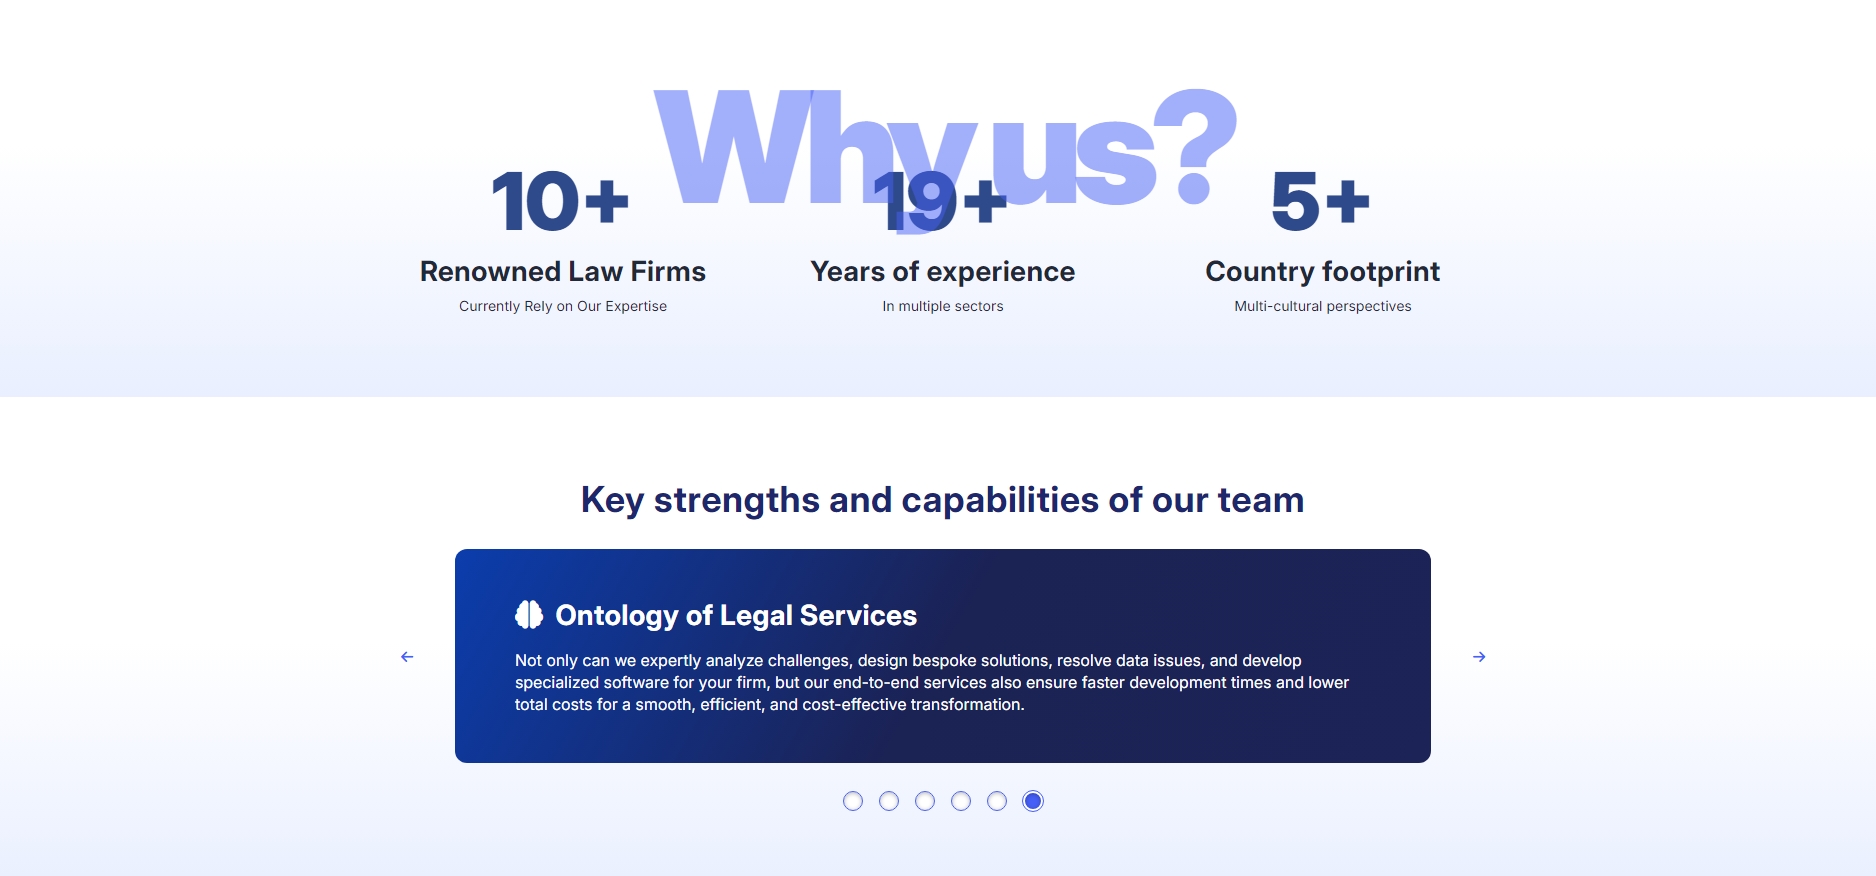 Why us?
10+
19+
5+
Renowned Law Firms
Years of experience
Country footprint
Currently Rely on Our Expertise
In multiple sectors
Multi-cultural perspectives
Key strengths and capabilities of our team
Ontology of Legal Services
Not only can we expertly analyze challenges, design bespoke solutions, resolve data issues, and develop
specialized software for your firm, but our end-to-end services also ensure faster development times and lower
total costs for a smooth, efficient, and cost-effective transformation.